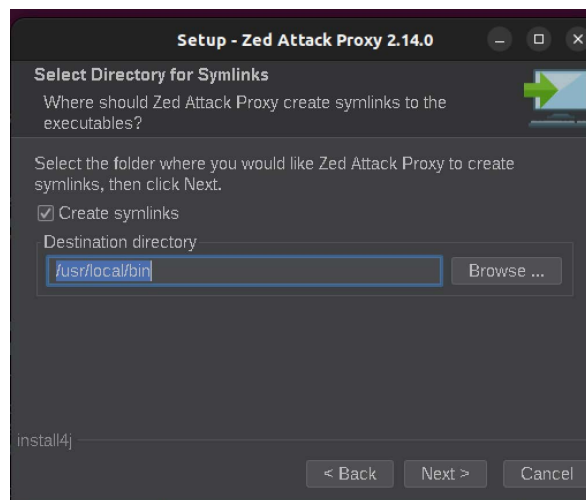 Setup - Zed Attack Proxy 2.14.0
Select Directory for Symlinks
Where should Zed Attack Proxy create symlinks to the
executables?
Select the folder where you would like Zed Attack Proxy to create
symlinks, then click Next.
Create symlinks
Destination directory
/usr/local/bin
Browse ...
install4j
< Back
Next >
Cancel